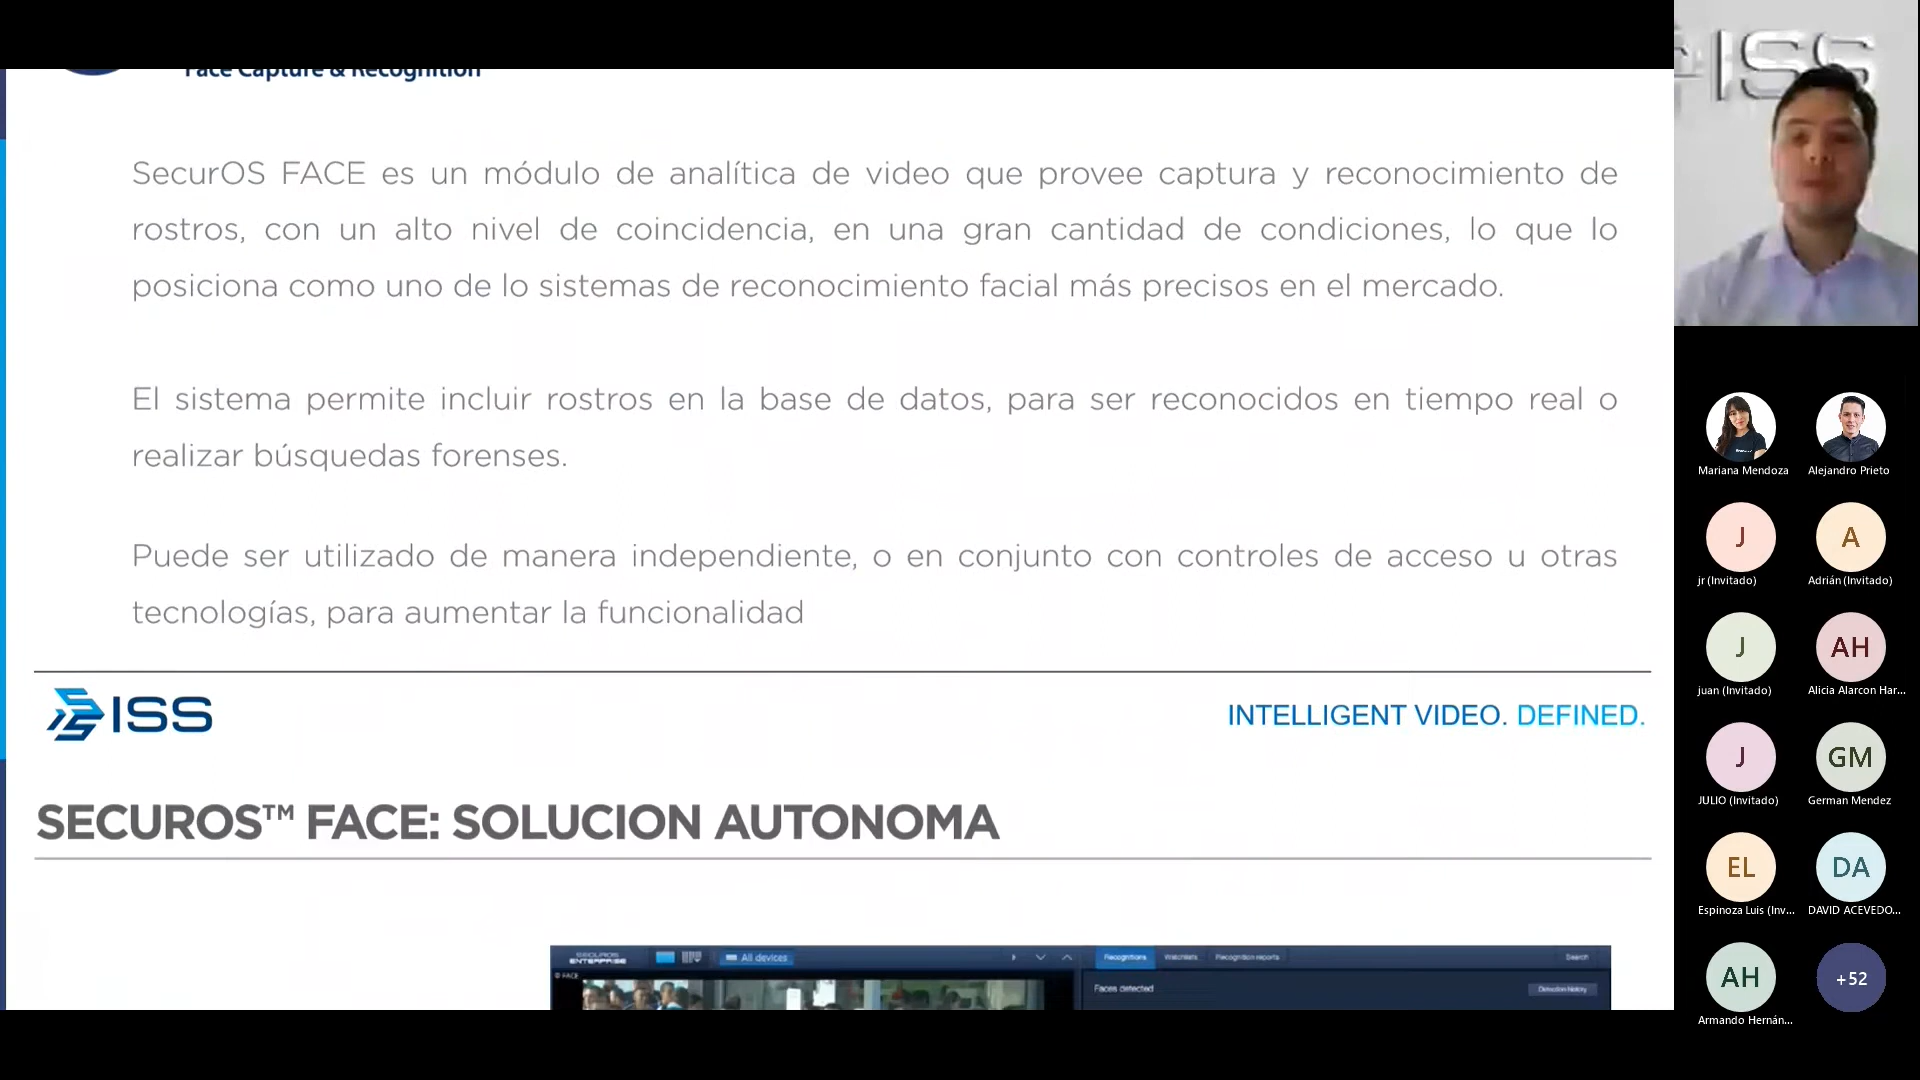 Face Capture & Recognition
SecurOS FACE es un módulo de analítica de video que provee captura y reconocimiento de
rostros, con un alto nivel de coincidencia, en una gran cantidad de condiciones, lo que lo
posiciona como uno de lo sistemas de reconocimiento facial más precisos en el mercado.
El sistema permite incluir rostros en la base de datos, para ser reconocidos en tiempo real o
realizar búsquedas forenses.
Puede ser utilizado de manera independiente, o en conjunto con controles de acceso u otras
tecnologías, para aumentar la funcionalidad
ISS
INTELLIGENT VIDEO. DEFINED.
SECUROS™ FACE: SOLUCION AUTONOMA
SECUROS
ENTERPRISE
All devices
Recognitions
Watchlists
Recognition reports
Search
FACE
Faces detected
Detection history
ISS
Mariana Mendoza
Alejandro Prieto
J
A
jr (Invitado)
Adrián (Invitado)
J
AH
juan (Invitado)
Alicia Alarcon Har...
J
GM
JULIO (Invitado)
German Mendez
EL
DA
Espinoza Luis (Inv...
DAVID ACEVEDO...
AH
+52
Armando Hernán...